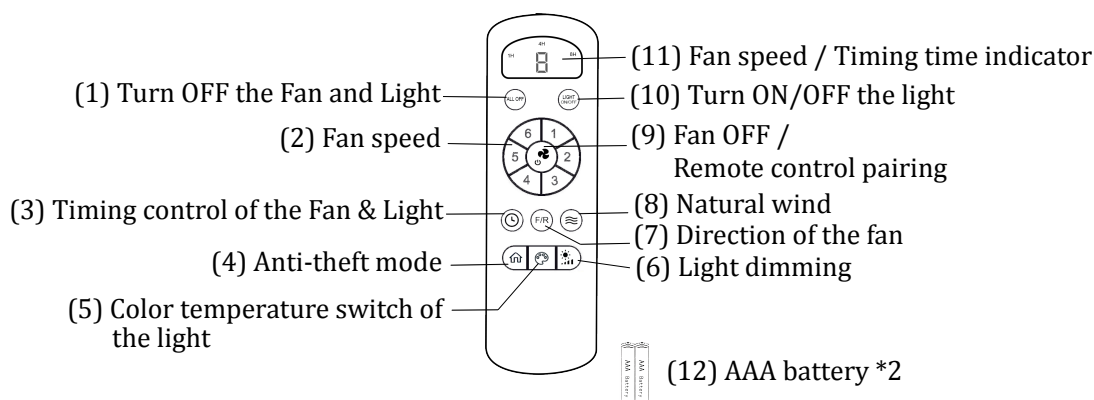 4H
1H
8H
8
(11) Fan speed / Timing time indicator
(1) Turn OFF the Fan and Light
ALL OFF
LIGHT
ON/OFF
(10) Turn ON/OFF the light
(2) Fan speed
6 1
5 2
4 3
(9) Fan OFF /
Remote control pairing
(3) Timing control of the Fan & Light
F/R
(8) Natural wind
(7) Direction of the fan
(4) Anti-theft mode
(6) Light dimming
(5) Color temperature switch of
the light
AAA Battery
AAA Battery
(12) AAA battery *2